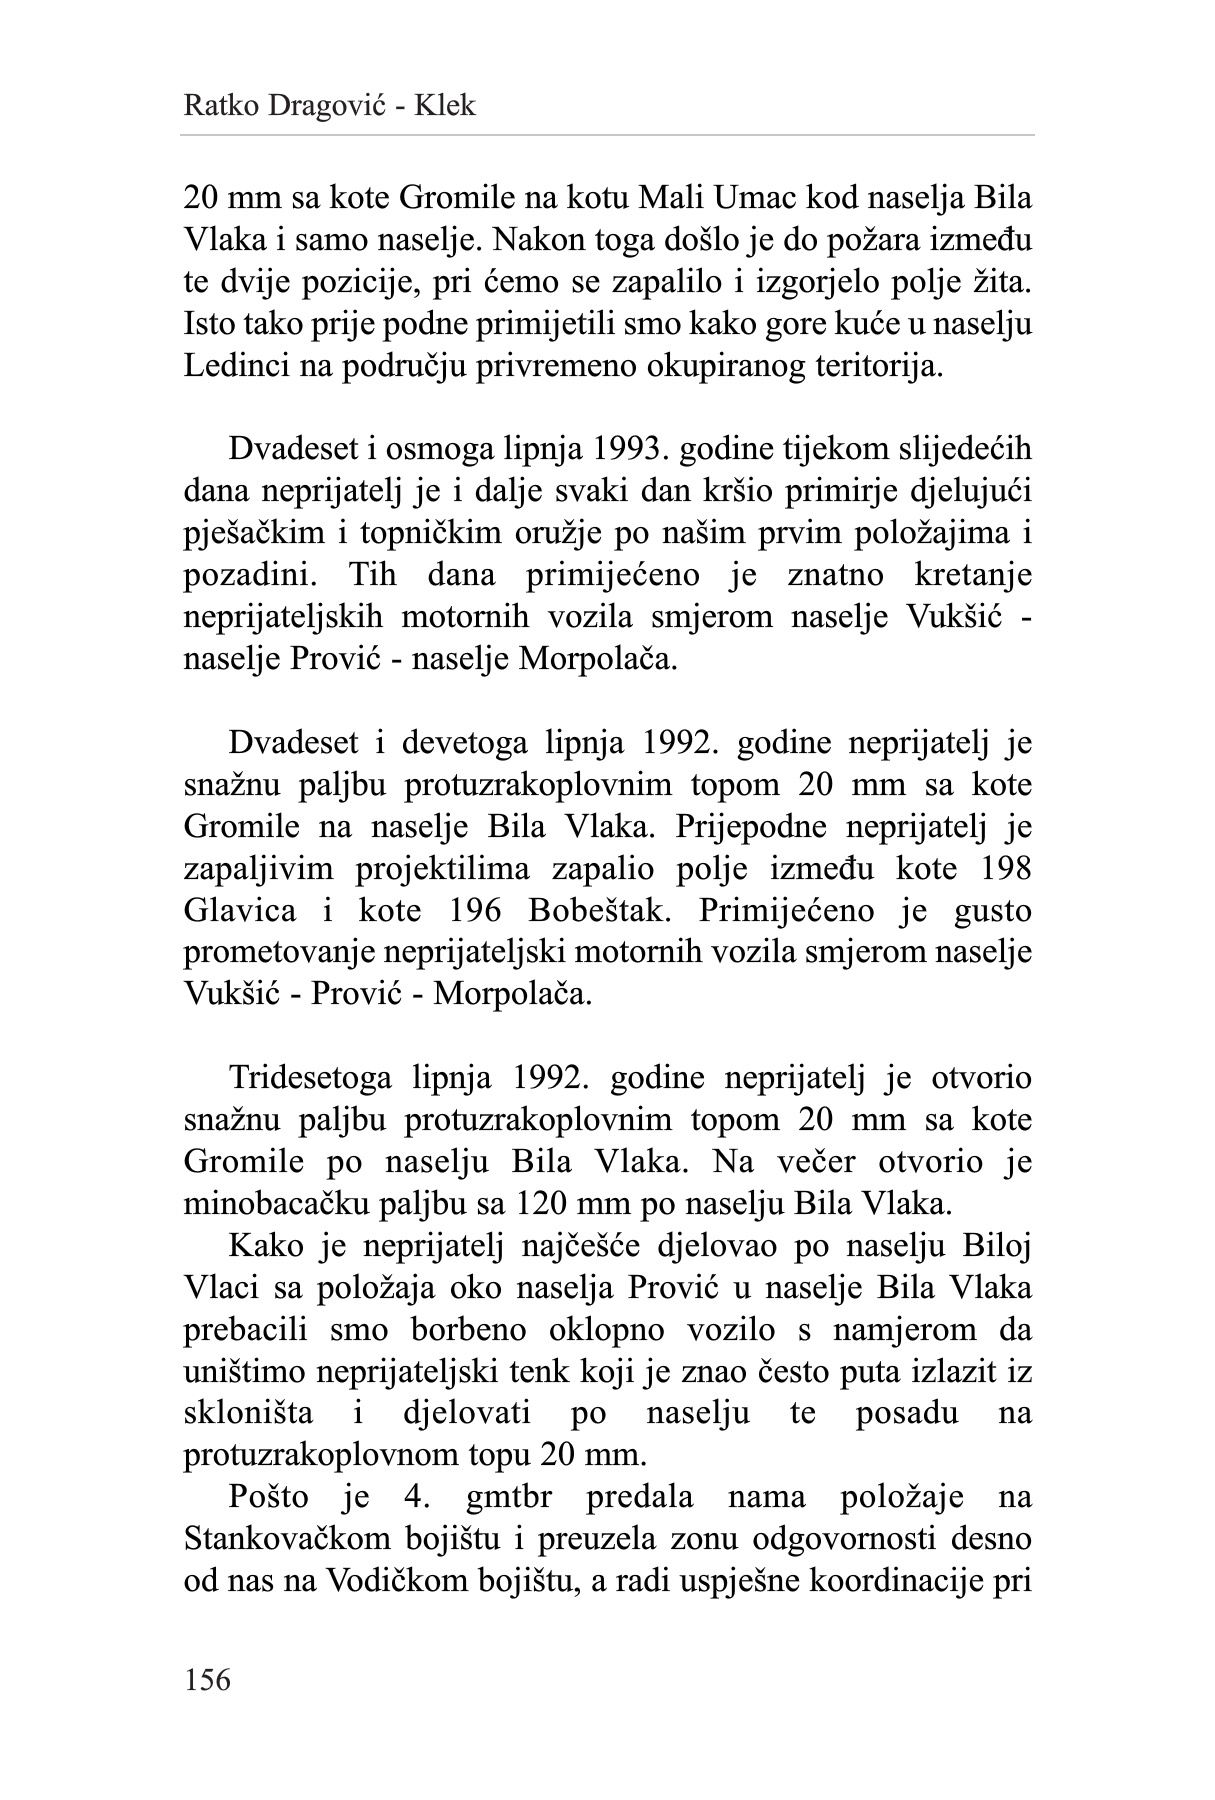 Ratko Dragović - Klek
20 mm sa kote Gromile na kotu Mali Umac kod naselja Bila
Vlaka i samo naselje. Nakon toga došlo je do požara između
te dvije pozicije, pri ćemo se zapalilo i izgorjelo polje žita.
Isto tako prije podne primijetili smo kako gore kuće u naselju
Ledinci na području privremeno okupiranog teritorija.
Dvadeset i osmoga lipnja 1993. godine tijekom slijedećih
dana neprijatelj je i dalje svaki dan kršio primirje djelujući
pješačkim i topničkim oružje po našim prvim položajima i
pozadini. Tih dana primijećeno je znatno kretanje
neprijateljskih motornih vozila smjerom naselje Vukšić -
naselje Prović - naselje Morpolača.
Dvadeset i devetoga lipnja 1992. godine neprijatelj je
snažnu paljbu protuzrakoplovnim topom 20 mm sa kote
Gromile na naselje Bila Vlaka. Prijepodne neprijatelj je
zapaljivim projektilima zapalio polje između kote 198
Glavica i kote 196 Bobeštak. Primijećeno je gusto
prometovanje neprijateljski motornih vozila smjerom naselje
Vukšić - Prović - Morpolača.
Tridesetoga lipnja 1992. godine neprijatelj je otvorio
snažnu paljbu protuzrakoplovnim topom 20 mm sa kote
Gromile po naselju Bila Vlaka. Na večer otvorio je
minobacačku paljbu sa 120 mm po naselju Bila Vlaka.
Kako je neprijatelj najčešće djelovao po naselju Biloj
Vlaci sa položaja oko naselja Prović u naselje Bila Vlaka
prebacili smo borbeno oklopno vozilo s namjerom da
uništimo neprijateljski tenk koji je znao često puta izlazit iz
skloništa i djelovati po naselju te posadu na
protuzrakoplovnom topu 20 mm.
Pošto je 4. gmtbr predala nama položaje na
Stankovačkom bojištu i preuzela zonu odgovornosti desno
od nas na Vodičkom bojištu, a radi uspješne koordinacije pri
156